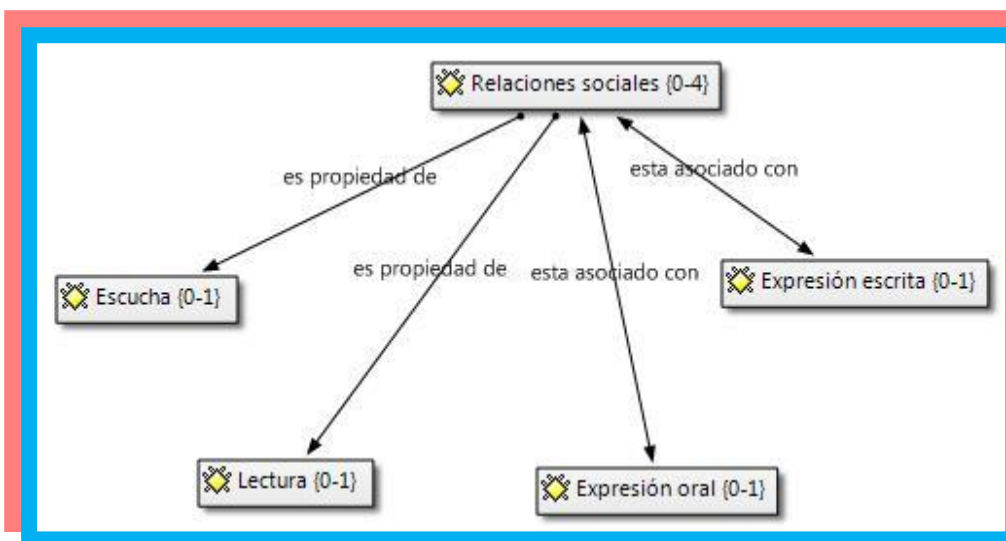 Relaciones sociales {0-4}
es propiedad de
esta asociado con
es propiedad de
esta asociado con
Escucha {0-1}
Expresión escrita {0-1}
Lectura {0-1}
Expresión oral {0-1}